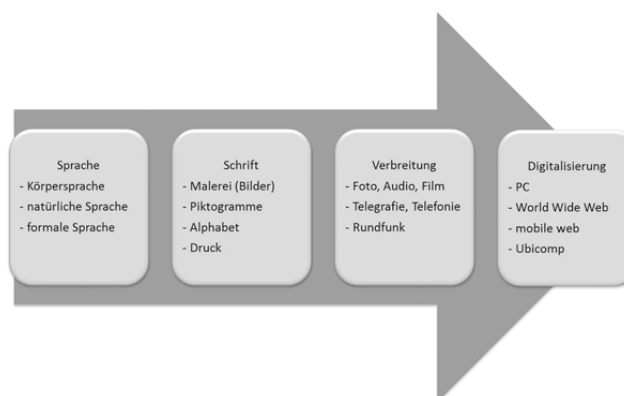 Sprache
- Körpersprache
- natürliche Sprache
- formale Sprache
Schrift
- Malerei (Bilder)
- Piktogramme
- Alphabet
- Druck
Verbreitung
- Foto, Audio, Film
- Telegrafie, Telefonie
- Rundfunk
Digitalisierung
- PC
- World Wide Web
- mobile web
- Ubicomp